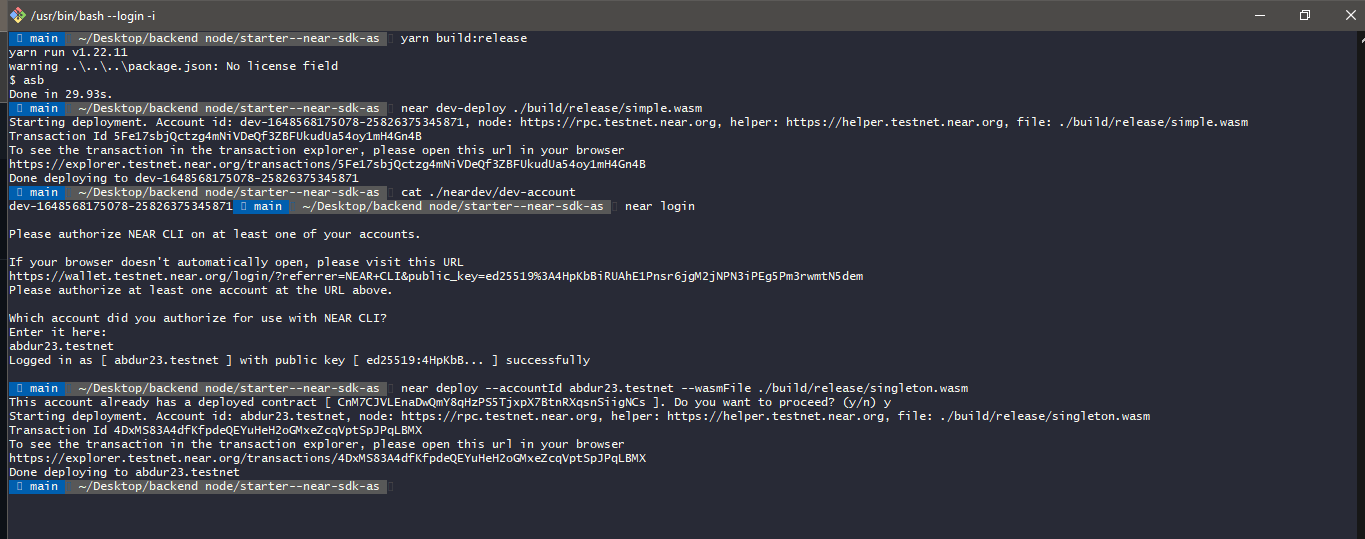 /usr/bin/bash --login -i
main ~/Desktop/backend node/starter--near-sdk-as yarn build:release
yarn run v1.22.11
warning ..\..\..\package.json: No license field
$ asb
Done in 29.93s.
main ~/Desktop/backend node/starter--near-sdk-as near dev-deploy ./build/release/simple.wasm
Starting deployment. Account id: dev-1648568175078-25826375345871, node: https://rpc.testnet.near.org, helper: https://helper.testnet.near.org, file: ./build/release/simple.wasm
Transaction Id 5Fe17sbjQctzg4mNiVDeQf3ZBFUkudUa54oy1mH4Gn4B
To see the transaction in the transaction explorer, please open this url in your browser
https://explorer.testnet.near.org/transactions/5Fe17sbjQctzg4mNiVDeQf3ZBFUkudUa54oy1mH4Gn4B
Done deploying to dev-1648568175078-25826375345871
main ~/Desktop/backend node/starter--near-sdk-as cat ./neardev/dev-account
dev-1648568175078-25826375345871 main ~/Desktop/backend node/starter--near-sdk-as near login
Please authorize NEAR CLI on at least one of your accounts.
If your browser doesn't automatically open, please visit this URL
https://wallet.testnet.near.org/login/?referrer=NEAR+CLI&public_key=ed25519%3A4HpKbBiRUAhE1Pnsr6jgM2jNPN3iPEg5Pm3rwmtN5dem
Please authorize at least one account at the URL above.
Which account did you authorize for use with NEAR CLI?
Enter it here:
abdur23.testnet
Logged in as [ abdur23.testnet ] with public key [ ed25519:4HpKbB... ] successfully
main ~/Desktop/backend node/starter--near-sdk-as near deploy --accountId abdur23.testnet --wasmFile ./build/release/singleton.wasm
This account already has a deployed contract [ CnM7CJVLEnaDwQmY8qHzPS5TjxpX7BtnRXqsnSiigNCs ]. Do you want to proceed? (y/n) y
Starting deployment. Account id: abdur23.testnet, node: https://rpc.testnet.near.org, helper: https://helper.testnet.near.org, file: ./build/release/singleton.wasm
Transaction Id 4DxMS83A4dfKfpdeQEYuHeH2oGMxeZcqVptSpJPqLBMX
To see the transaction in the transaction explorer, please open this url in your browser
https://explorer.testnet.near.org/transactions/4DxMS83A4dfKfpdeQEYuHeH2oGMxeZcqVptSpJPqLBMX
Done deploying to abdur23.testnet
main ~/Desktop/backend node/starter--near-sdk-as